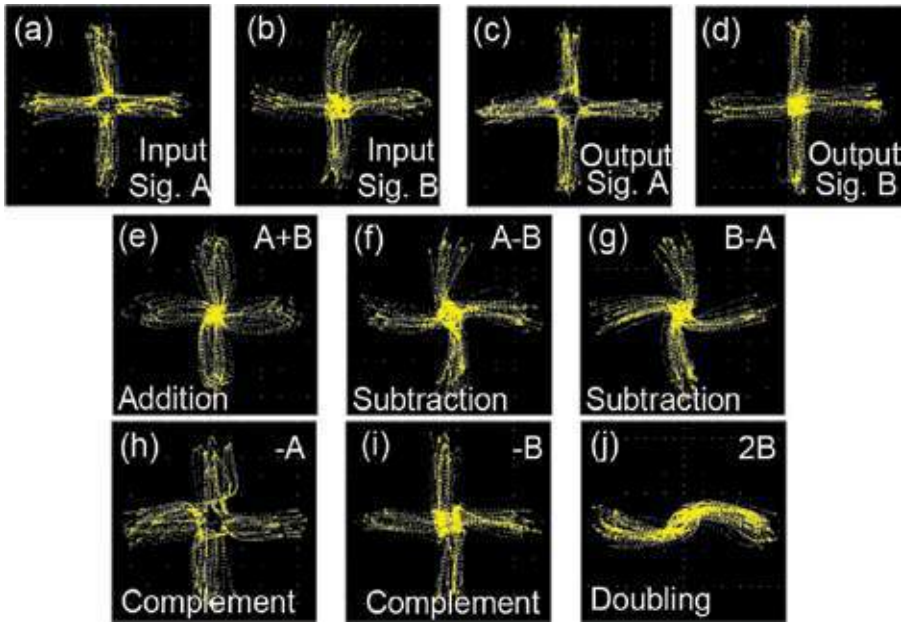 (a)
Input
Sig. A
(b)
Input
Sig. B
(c)
Output
Sig. A
(d)
Output
Sig. B
(e)
A+B
Addition
(f)
A-B
Subtraction
(g)
B-A
Subtraction
(h)
-A
Complement
(i)
-B
Complement
(j)
2B
Doubling